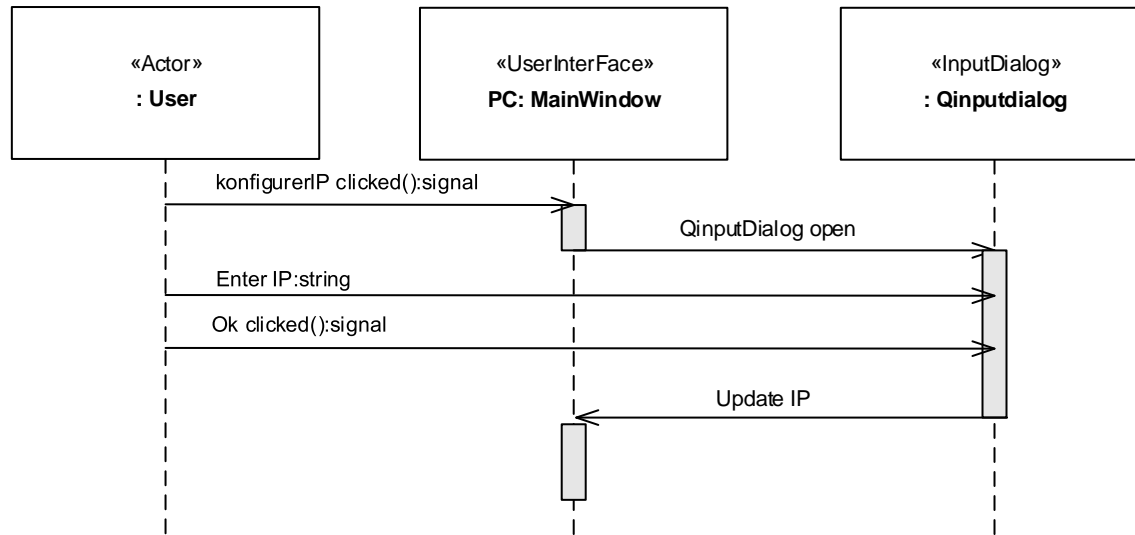 «Actor»
: User
«UserInterFace»
PC: MainWindow
«InputDialog»
: Qinputdialog
konfigurerIP clicked():signal
QinputDialog open
Enter IP:string
Ok clicked():signal
Update IP